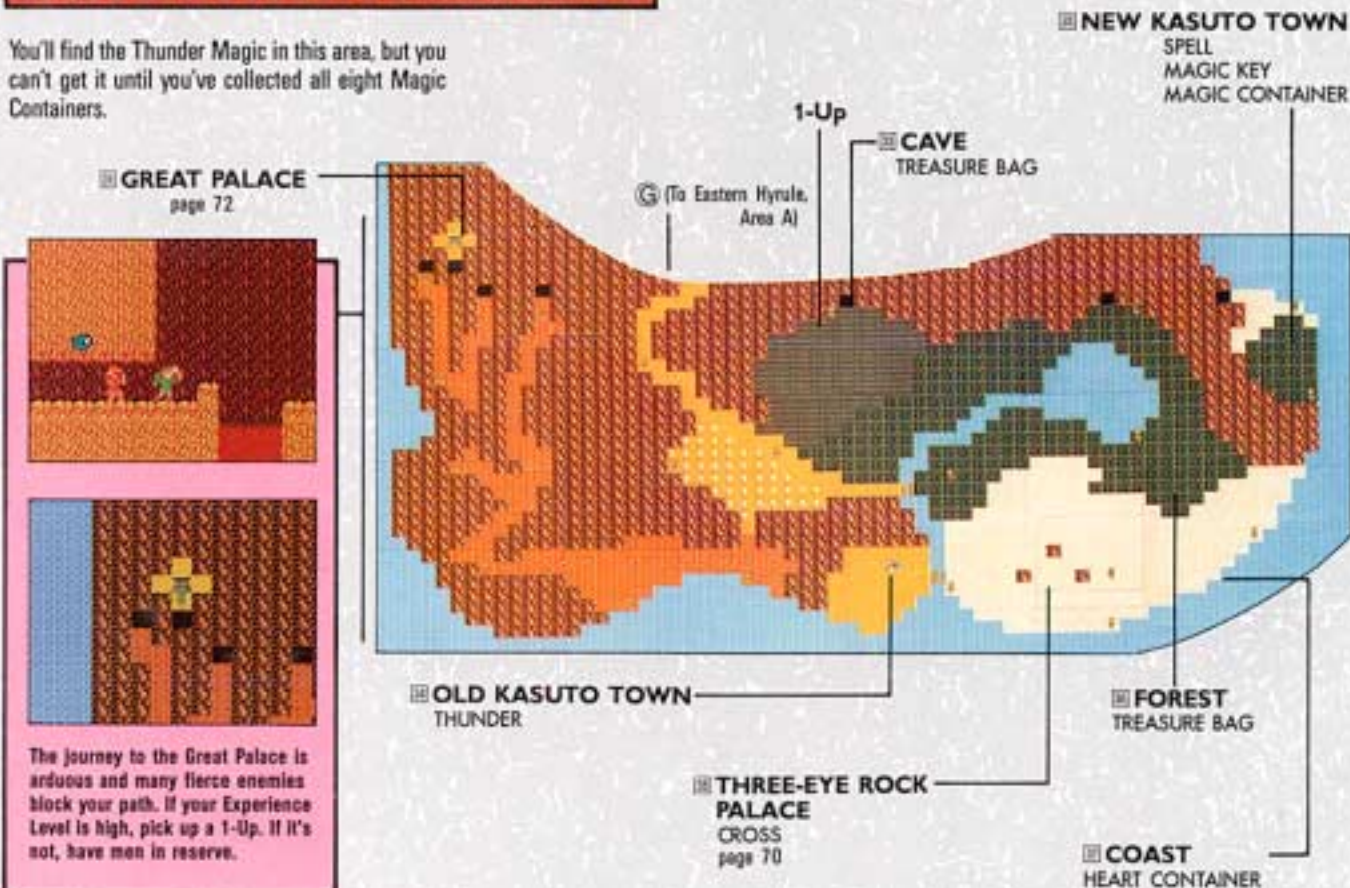 You'll find the Thunder Magic in this area, but you
can't get it until you've collected all eight Magic
Containers.
NEW KASUTO TOWN
SPELL
MAGIC KEY
MAGIC CONTAINER
1-Up
CAVE
TREASURE BAG
GREAT PALACE
page 72
G (To Eastern Hyrule,
Area A)
OLD KASUTO TOWN
THUNDER
FOREST
TREASURE BAG
THREE-EYE ROCK
PALACE
CROSS
page 70
COAST
HEART CONTAINER
The journey to the Great Palace is
arduous and many fierce enemies
block your path. If your Experience
Level is high, pick up a 1-Up. If it's
not, have men in reserve.